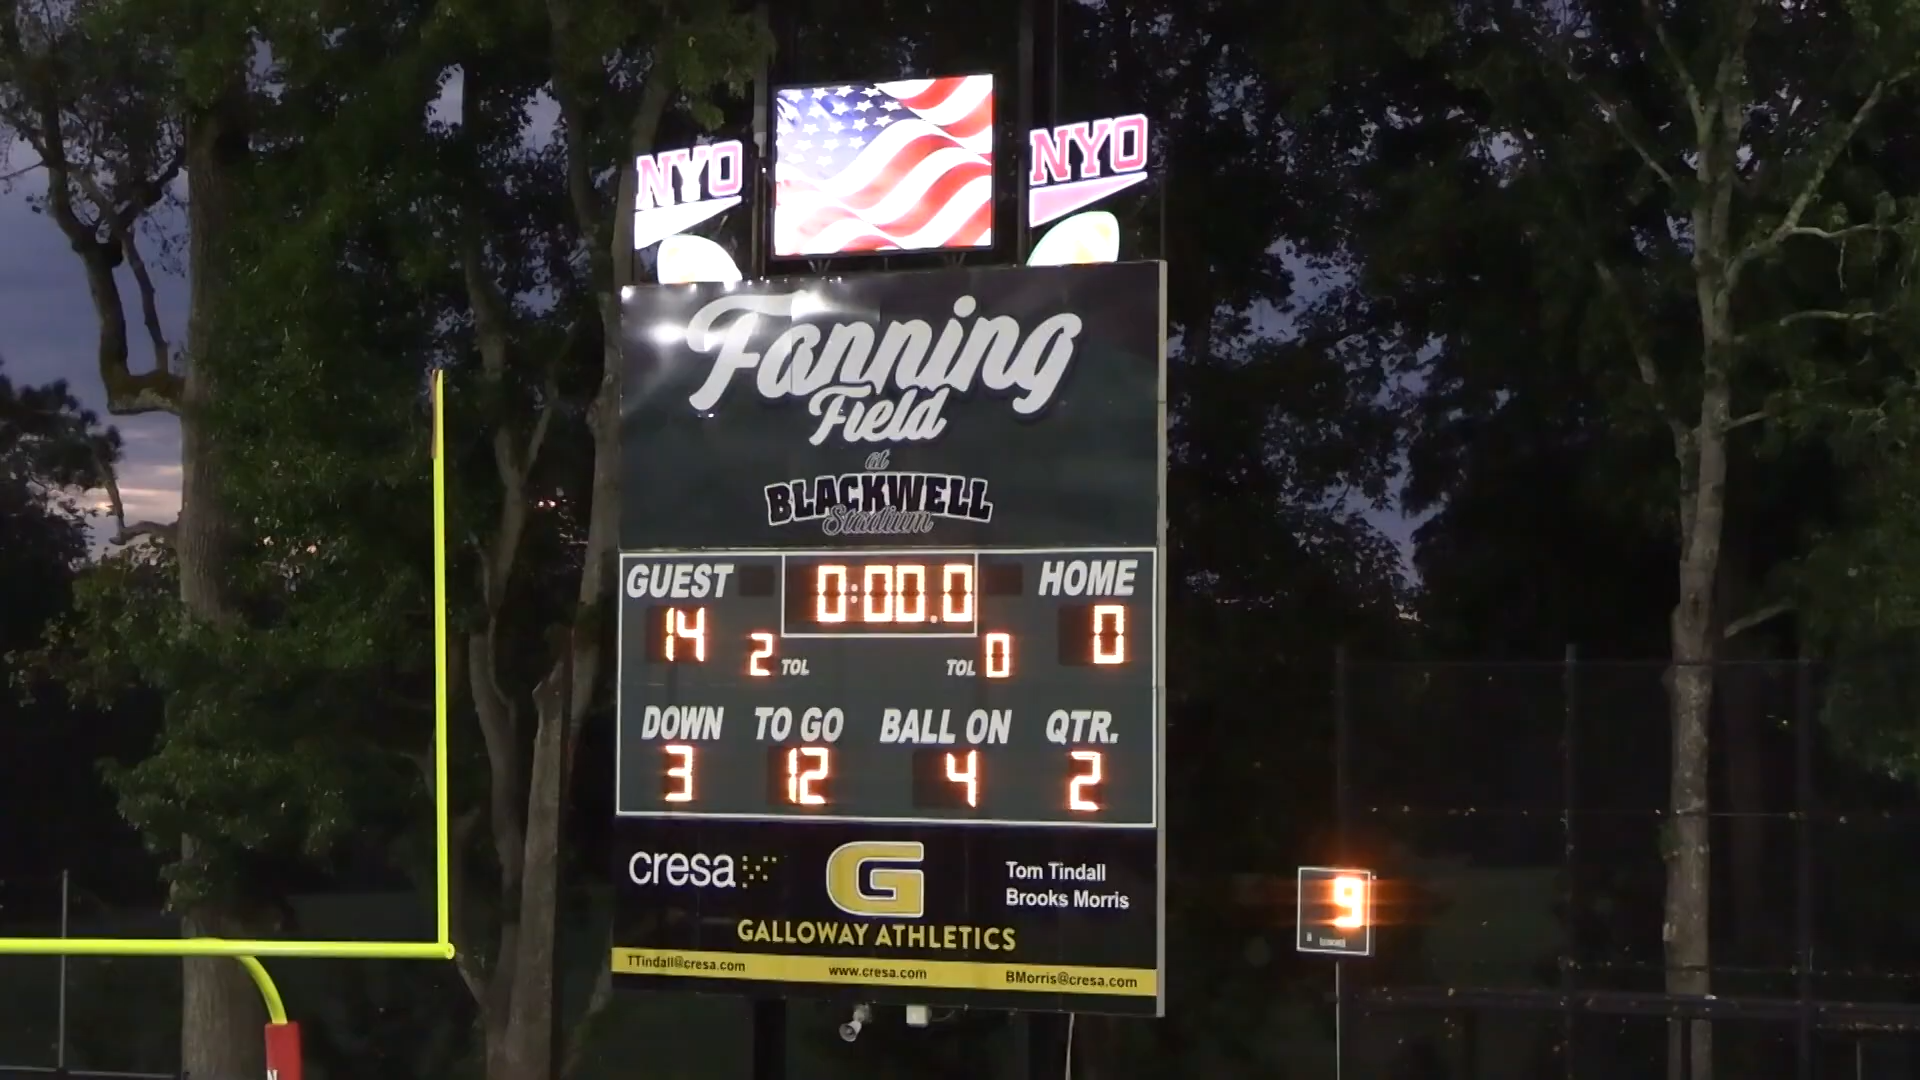 NYO
NYO
Fanning
Field
at
BLACKWELL
Stadium
GUEST 0:00.0 HOME
14 2 TOL TOL 0 0
DOWN TO GO BALL ON QTR.
3 12 4 2
cresa G Tom Tindall
Brooks Morris
GALLOWAY ATHLETICS
TTindall@cresa.com www.cresa.com BMorris@cresa.com
9